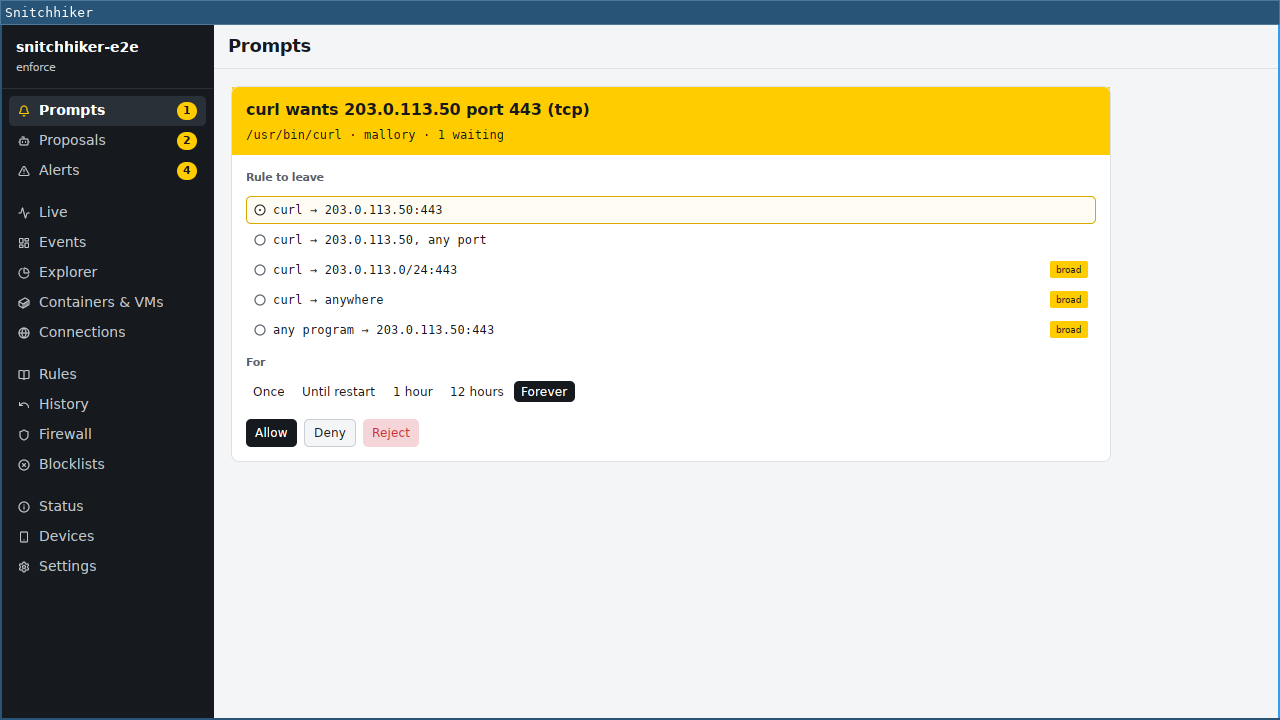 Snitchhiker
snitchhiker-e2e
enforce
Prompts 1
Proposals 2
Alerts 4
Live
Events
Explorer
Containers & VMs
Connections
Rules
History
Firewall
Blocklists
Status
Devices
Settings
Prompts
curl wants 203.0.113.50 port 443 (tcp)
/usr/bin/curl · mallory · 1 waiting
Rule to leave
curl → 203.0.113.50:443
curl → 203.0.113.50, any port
curl → 203.0.113.0/24:443 broad
curl → anywhere broad
any program → 203.0.113.50:443 broad
For
Once Until restart 1 hour 12 hours Forever
Allow Deny Reject